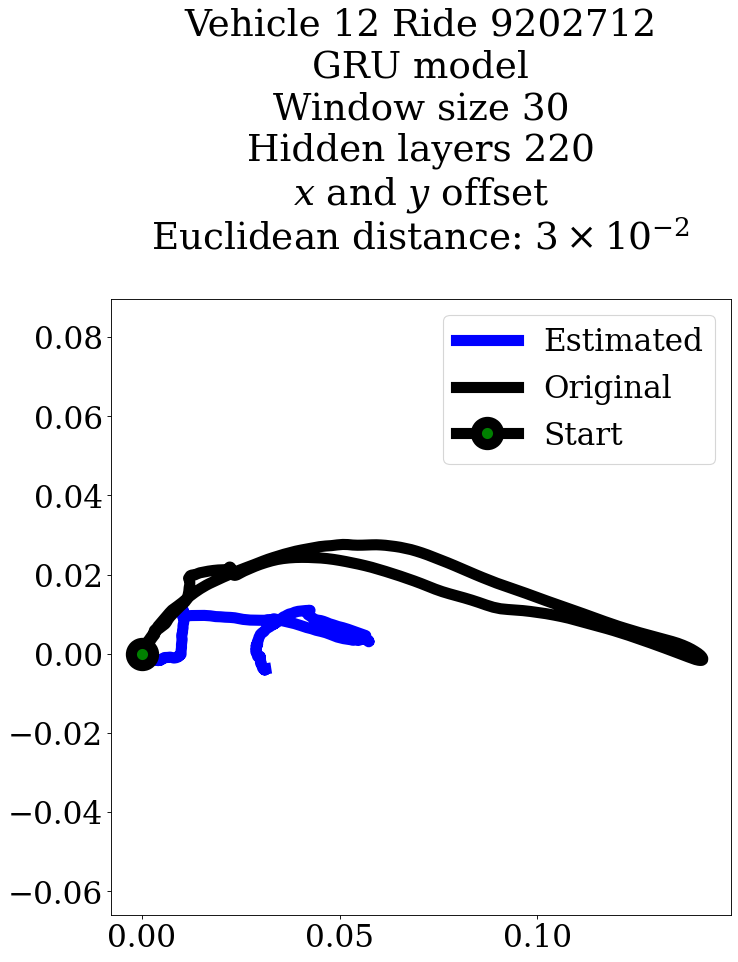 Vehicle 12 Ride 9202712
GRU model
Window size 30
Hidden layers 220
x and y offset
Euclidean distance: 3 × 10⁻²
Estimated
Original
Start
0.08
0.06
0.04
0.02
0.00
−0.02
−0.04
−0.06
0.00 0.05 0.10